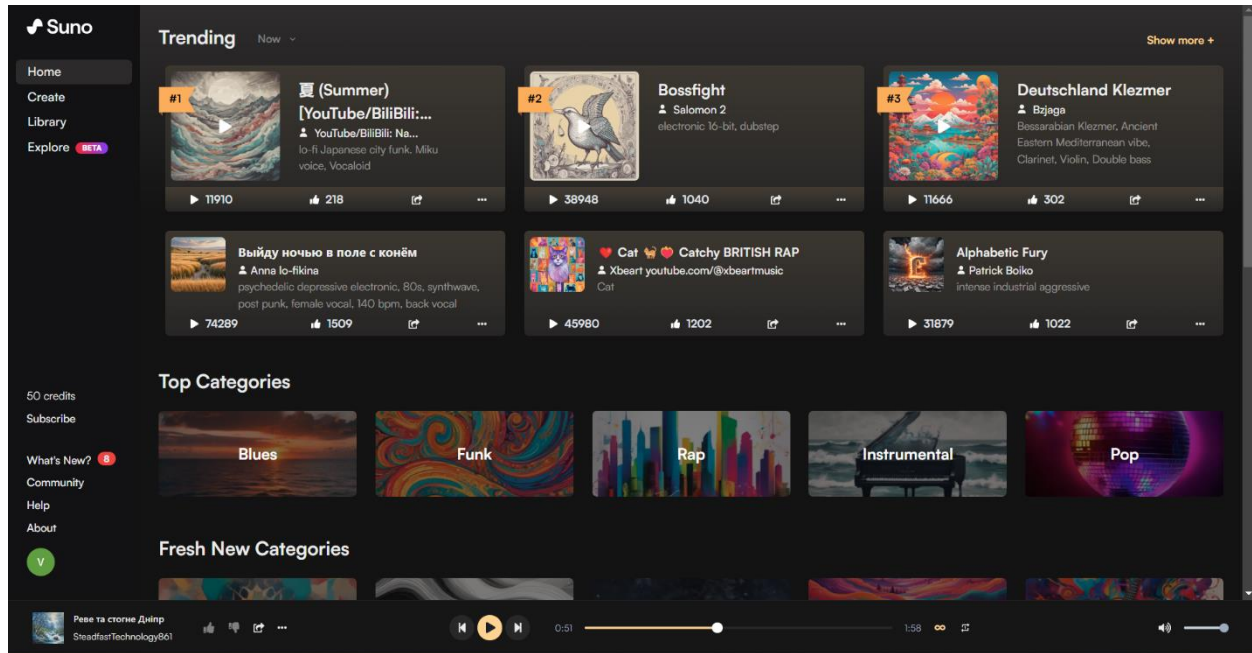 Suno
Home
Create
Library
Explore BETA
50 credits
Subscribe
What's New? 8
Community
Help
About
V
Trending Now
Show more +
#1
夏 (Summer)
[YouTube/BiliBili:...
YouTube/BiliBili: Na...
lo-fi Japanese city funk. Miku
voice, Vocaloid
11910 218
#2
Bossfight
Salomon 2
electronic 16-bit, dubstep
38948 1040
#3
Deutschland Klezmer
Bzjaga
Bessarabian Klezmer, Ancient
Eastern Mediterranean vibe,
Clarinet, Violin, Double bass
11666 302
Выйду ночью в поле с конём
Anna lo-fikina
psychedelic depressive electronic, 80s, synthwave,
post punk, female vocal, 140 bpm, back vocal
74289 1509
❤️ Cat 🐈 🍎 Catchy BRITISH RAP
Xbeart youtube.com/@xbeartmusic
Cat
45980 1202
Alphabetic Fury
Patrick Boiko
intense industrial aggressive
31879 1022
Top Categories
Blues
Funk
Rap
Instrumental
Pop
Fresh New Categories
Реве та стогне Дніпр
SteadfastTechnology861
0:51 1:58